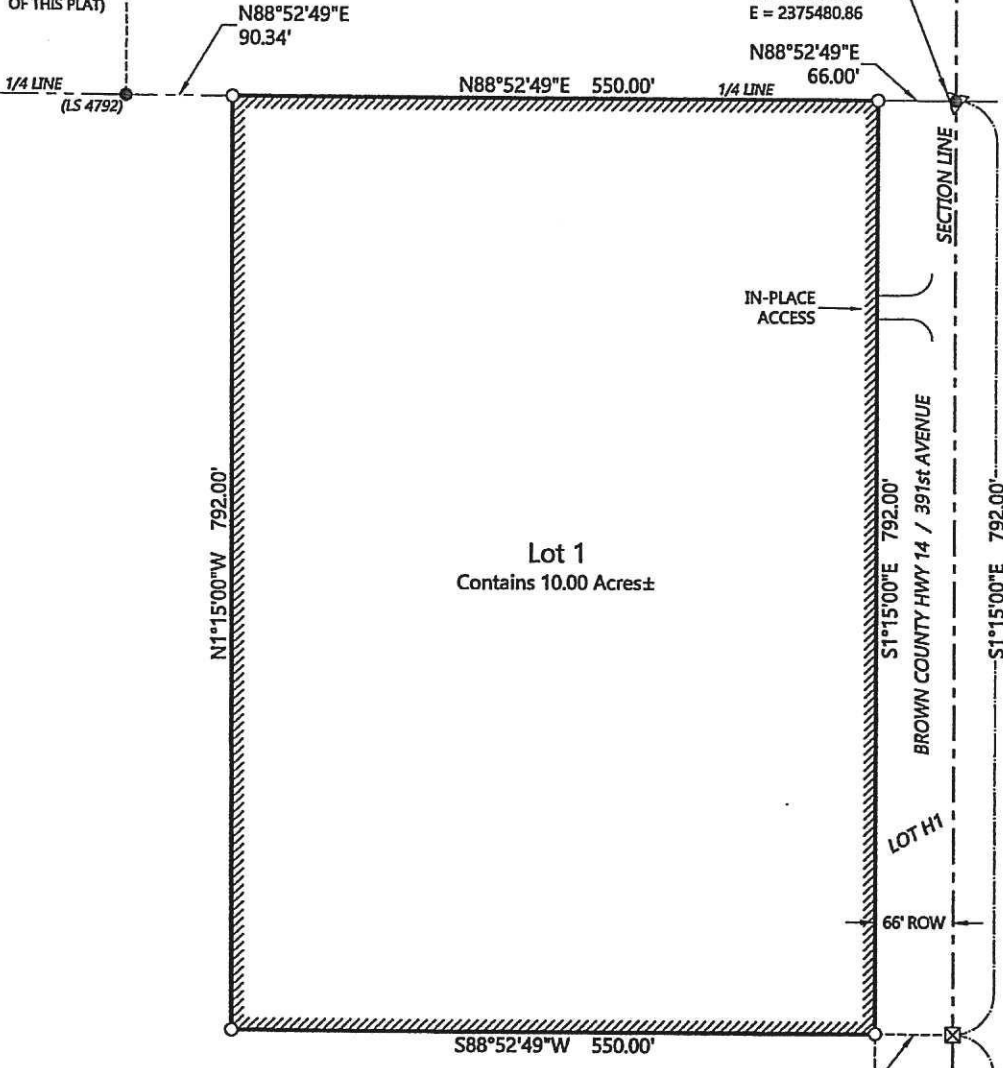 OF THIS PLAT)
N88°52'49"E
90.34'
E = 2375480.86
N88°52'49"E
66.00'
1/4 LINE
(LS 4792)
N88°52'49"E 550.00'
1/4 LINE
SECTION LINE
IN-PLACE
ACCESS
N1°15'00"W 792.00'
Lot 1
Contains 10.00 Acres±
S1°15'00"E 792.00'
BROWN COUNTY HWY 14 / 391st AVENUE
S1°15'00"E 792.00'
LOT H1
66' ROW
S88°52'49"W 550.00'